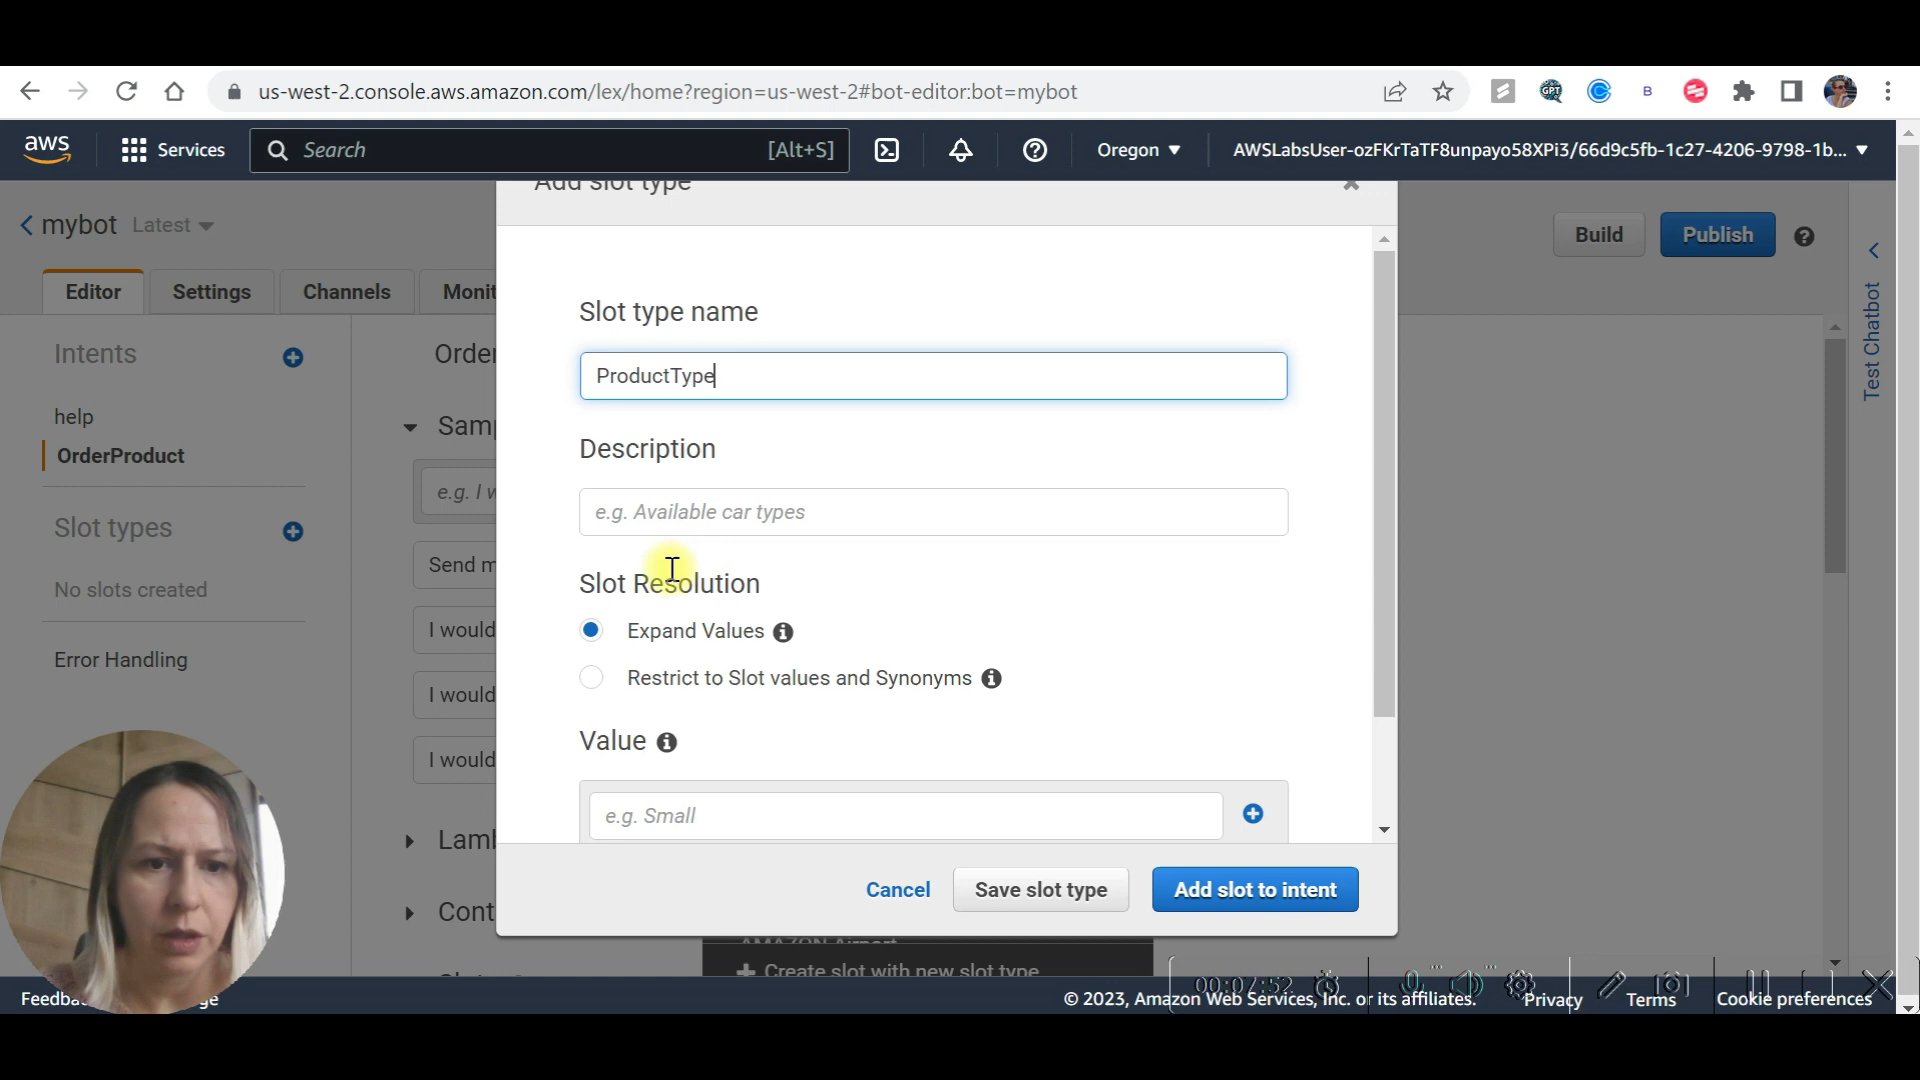 us-west-2.console.aws.amazon.com/lex/home?region=us-west-2#bot-editor:bot=mybot
GPT
B
aws
Services
Search
[Alt+S]
Oregon
AWSLabsUser-ozFKrTaTF8unpayo58XPi3/66d9c5fb-1c27-4206-9798-1b...
Add slot type
mybot Latest
Build
Publish
Editor
Settings
Channels
Monit
Test Chatbot
Intents
help
OrderProduct
Slot types
No slots created
Error Handling
Order
Samp
e.g. I w
Send m
I would
I would
I would
Lamb
Cont
Slot type name
ProductType
Description
e.g. Available car types
Slot Resolution
Expand Values
Restrict to Slot values and Synonyms
Value
e.g. Small
Cancel
Save slot type
Add slot to intent
AMAZON.Airport
Create slot with new slot type
00:07:52
Feedba
ge
© 2023, Amazon Web Services, Inc. or its affiliates.
Privacy
Terms
Cookie preferences